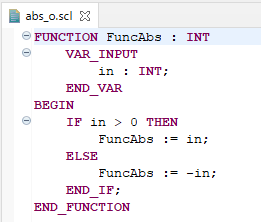 abs_o.scl
FUNCTION FuncAbs : INT
    VAR_INPUT
        in : INT;
    END_VAR
BEGIN
    IF in > 0 THEN
        FuncAbs := in;
    ELSE
        FuncAbs := -in;
    END_IF;
END_FUNCTION